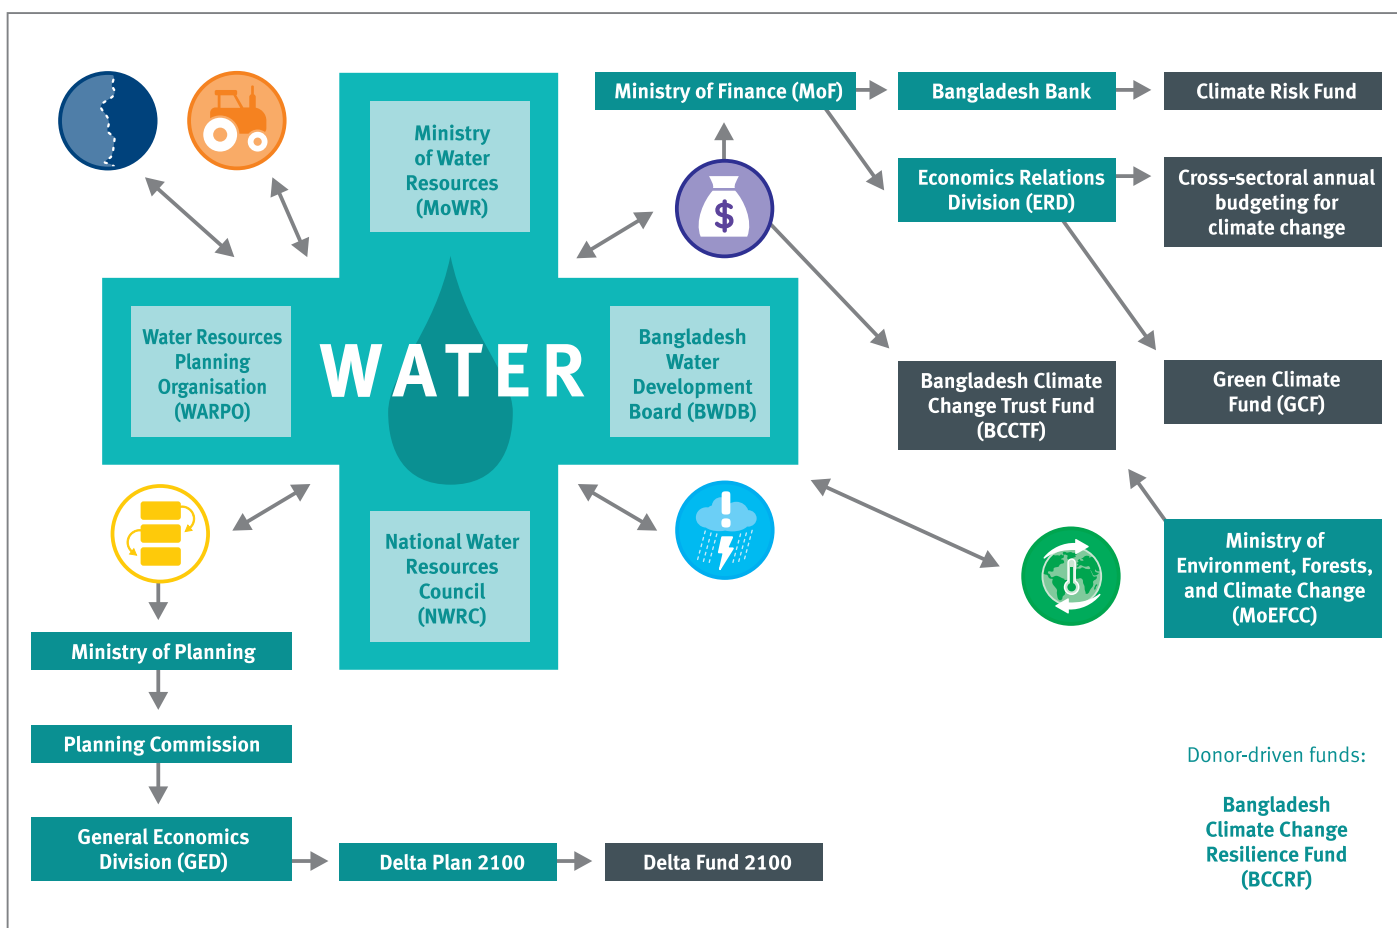 Ministry
of Water
Resources
(MoWR)
Water Resources
Planning
Organisation
(WARPO)
WATER
Bangladesh
Water
Development
Board (BWDB)
National Water
Resources
Council
(NWRC)
$
Ministry of Finance (MoF)
Bangladesh Bank
Climate Risk Fund
Economics Relations
Division (ERD)
Cross-sectoral annual
budgeting for
climate change
Bangladesh Climate
Change Trust Fund
(BCCTF)
Green Climate
Fund (GCF)
Ministry of
Environment, Forests,
and Climate Change
(MoEFCC)
Ministry of Planning
Planning Commission
General Economics
Division (GED)
Delta Plan 2100
Delta Fund 2100
Donor-driven funds:
Bangladesh
Climate Change
Resilience Fund
(BCCRF)